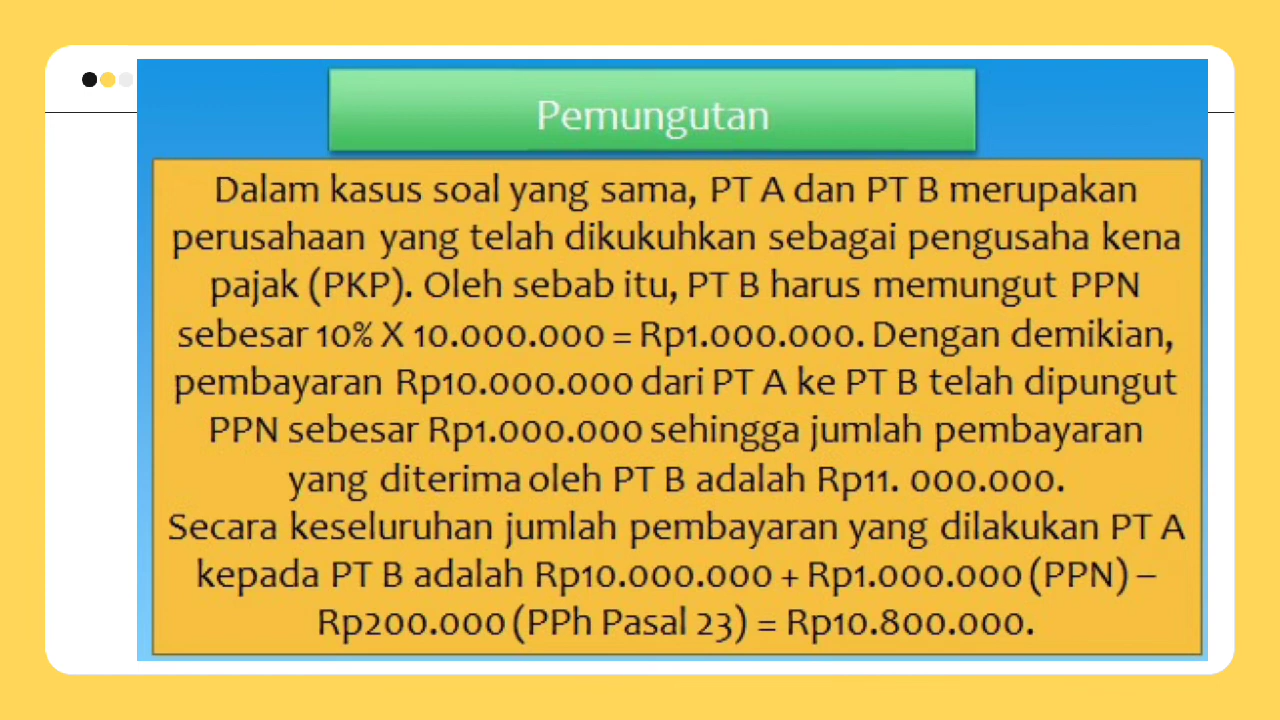 Pemungutan
Dalam kasus soal yang sama, PT A dan PT B merupakan
perusahaan yang telah dikukuhkan sebagai pengusaha kena
pajak (PKP). Oleh sebab itu, PT B harus memungut PPN
sebesar 10% X 10.000.000 = Rp1.000.000. Dengan demikian,
pembayaran Rp10.000.000 dari PT A ke PT B telah dipungut
PPN sebesar Rp1.000.000 sehingga jumlah pembayaran
yang diterima oleh PT B adalah Rp11. 000.000.
Secara keseluruhan jumlah pembayaran yang dilakukan PT A
kepada PT B adalah Rp10.000.000 + Rp1.000.000 (PPN) –
Rp200.000 (PPh Pasal 23) = Rp10.800.000.